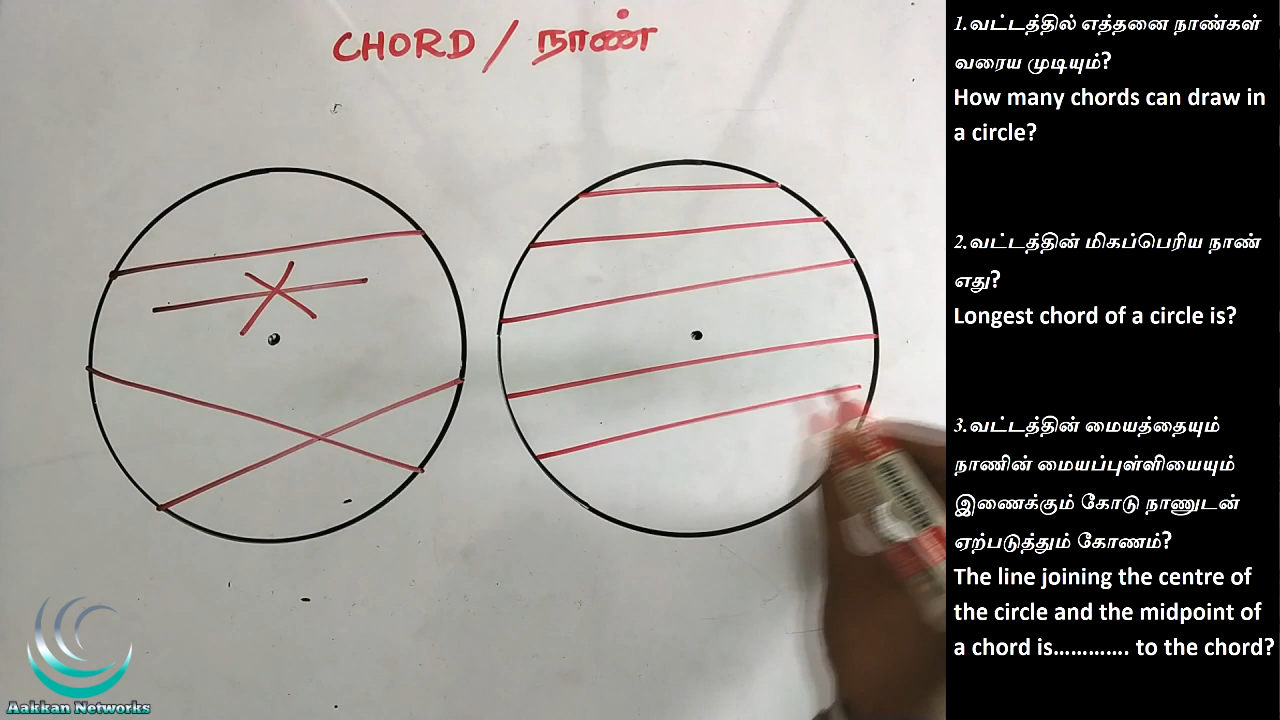 CHORD / நாண்
1.வட்டத்தில் எத்தனை நாண்கள்
வரைய முடியும்?
How many chords can draw in
a circle?
2.வட்டத்தின் மிகப்பெரிய நாண்
எது?
Longest chord of a circle is?
3.வட்டத்தின் மையத்தையும்
நாணின் மையப்புள்ளியையும்
இணைக்கும் கோடு நாணுடன்
ஏற்படுத்தும் கோணம்?
The line joining the centre of
the circle and the midpoint of
a chord is............. to the chord?
Aakkan Networks